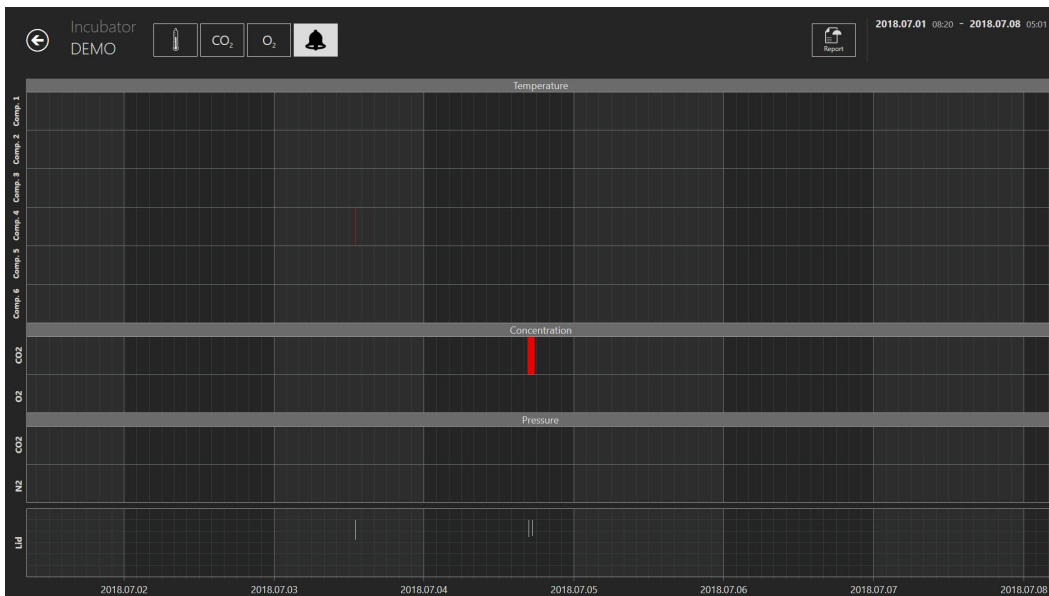 Incubator
DEMO
CO₂
O₂
Report
2018.07.01 08:20 - 2018.07.08 05:01
Temperature
Comp. 1
Comp. 2
Comp. 3
Comp. 4
Comp. 5
Comp. 6
Concentration
CO2
O2
Pressure
CO2
N2
Lid
2018.07.02 2018.07.03 2018.07.04 2018.07.05 2018.07.06 2018.07.07 2018.07.08